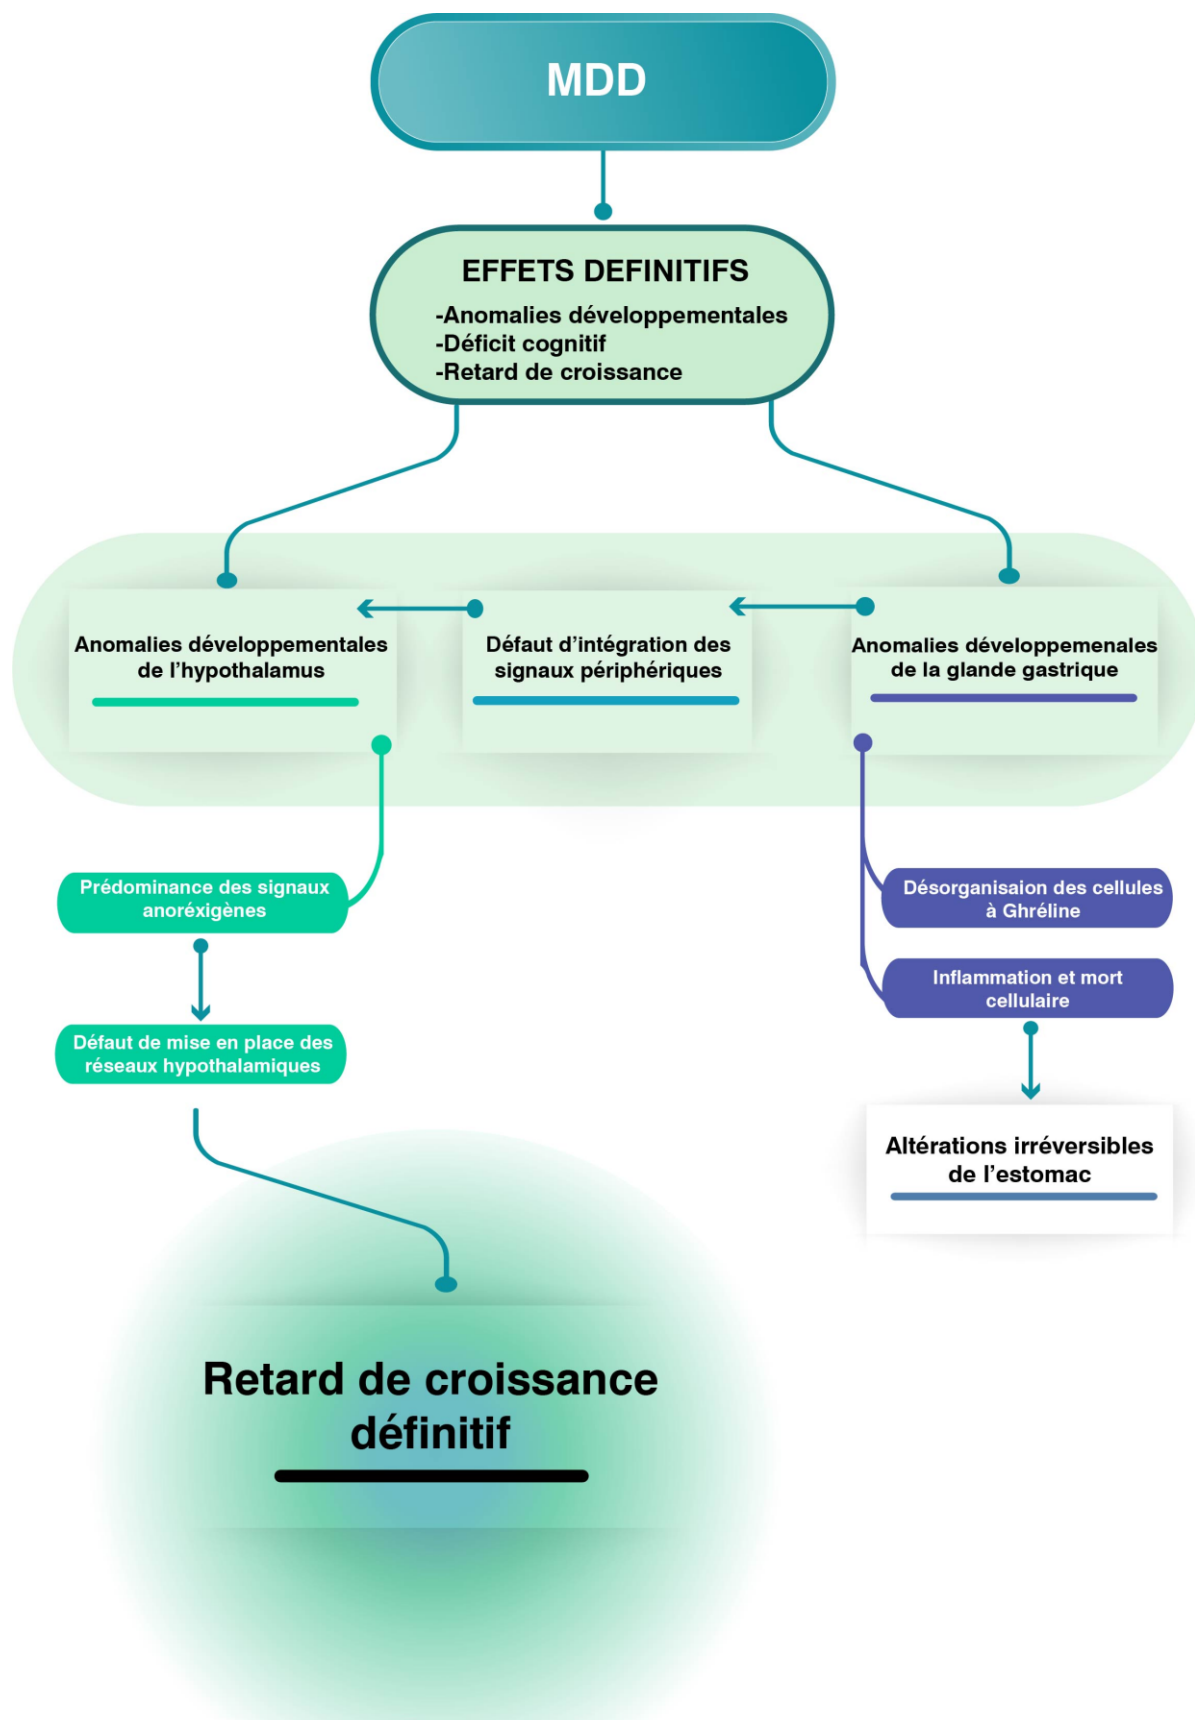 MDD
EFFETS DEFINITIFS
-Anomalies développementales
-Déficit cognitif
-Retard de croissance
Anomalies développementales
de l’hypothalamus
Défaut d’intégration des
signaux périphériques
Anomalies développemenales
de la glande gastrique
Prédominance des signaux
anoréxigènes
Défaut de mise en place des
réseaux hypothalamiques
Désorganisaion des cellules
à Ghréline
Inflammation et mort
cellulaire
Altérations irréversibles
de l’estomac
Retard de croissance
définitif